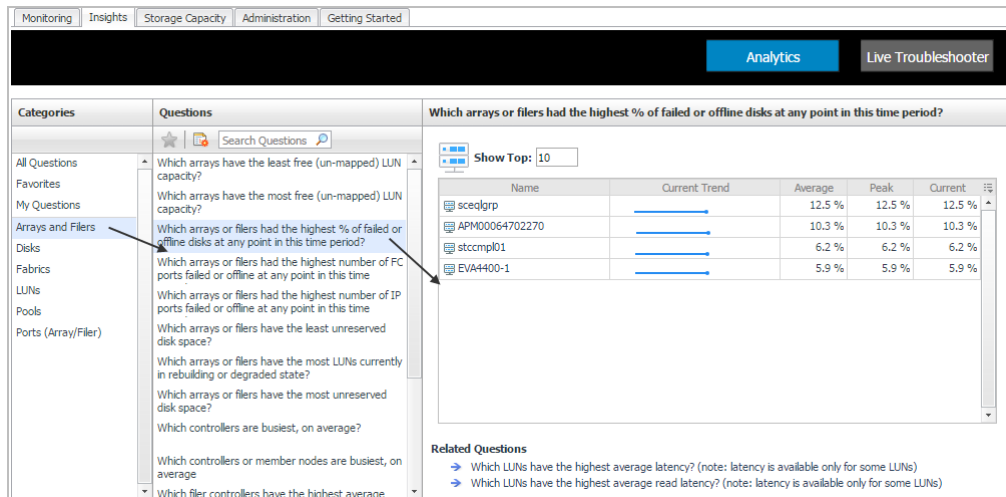 Monitoring
Insights
Storage Capacity
Administration
Getting Started
Analytics
Live Troubleshooter
Categories
All Questions
Favorites
My Questions
Arrays and Filers
Disks
Fabrics
LUNs
Pools
Ports (Array/Filer)
Questions
Search Questions
Which arrays have the least free (un-mapped) LUN
capacity?
Which arrays have the most free (un-mapped) LUN
capacity?
Which arrays or filers had the highest % of failed or
offline disks at any point in this time period?
Which arrays or filers had the highest number of FC
ports failed or offline at any point in this time
Which arrays or filers had the highest number of IP
ports failed or offline at any point in this time
Which arrays or filers have the least unreserved
disk space?
Which arrays or filers have the most LUNs currently
in rebuilding or degraded state?
Which arrays or filers have the most unreserved
disk space?
Which controllers are busiest, on average?
Which controllers or member nodes are busiest, on
average
Which filer controllers have the highest average
Which arrays or filers had the highest % of failed or offline disks at any point in this time period?
Show Top: 10
Name Current Trend Average Peak Current
sceqlgrp 12.5 % 12.5 % 12.5 %
APM00064702270 10.3 % 10.3 % 10.3 %
stccmpl01 6.2 % 6.2 % 6.2 %
EVA4400-1 5.9 % 5.9 % 5.9 %
Related Questions
Which LUNs have the highest average latency? (note: latency is available only for some LUNs)
Which LUNs have the highest average read latency? (note: latency is available only for some LUNs)